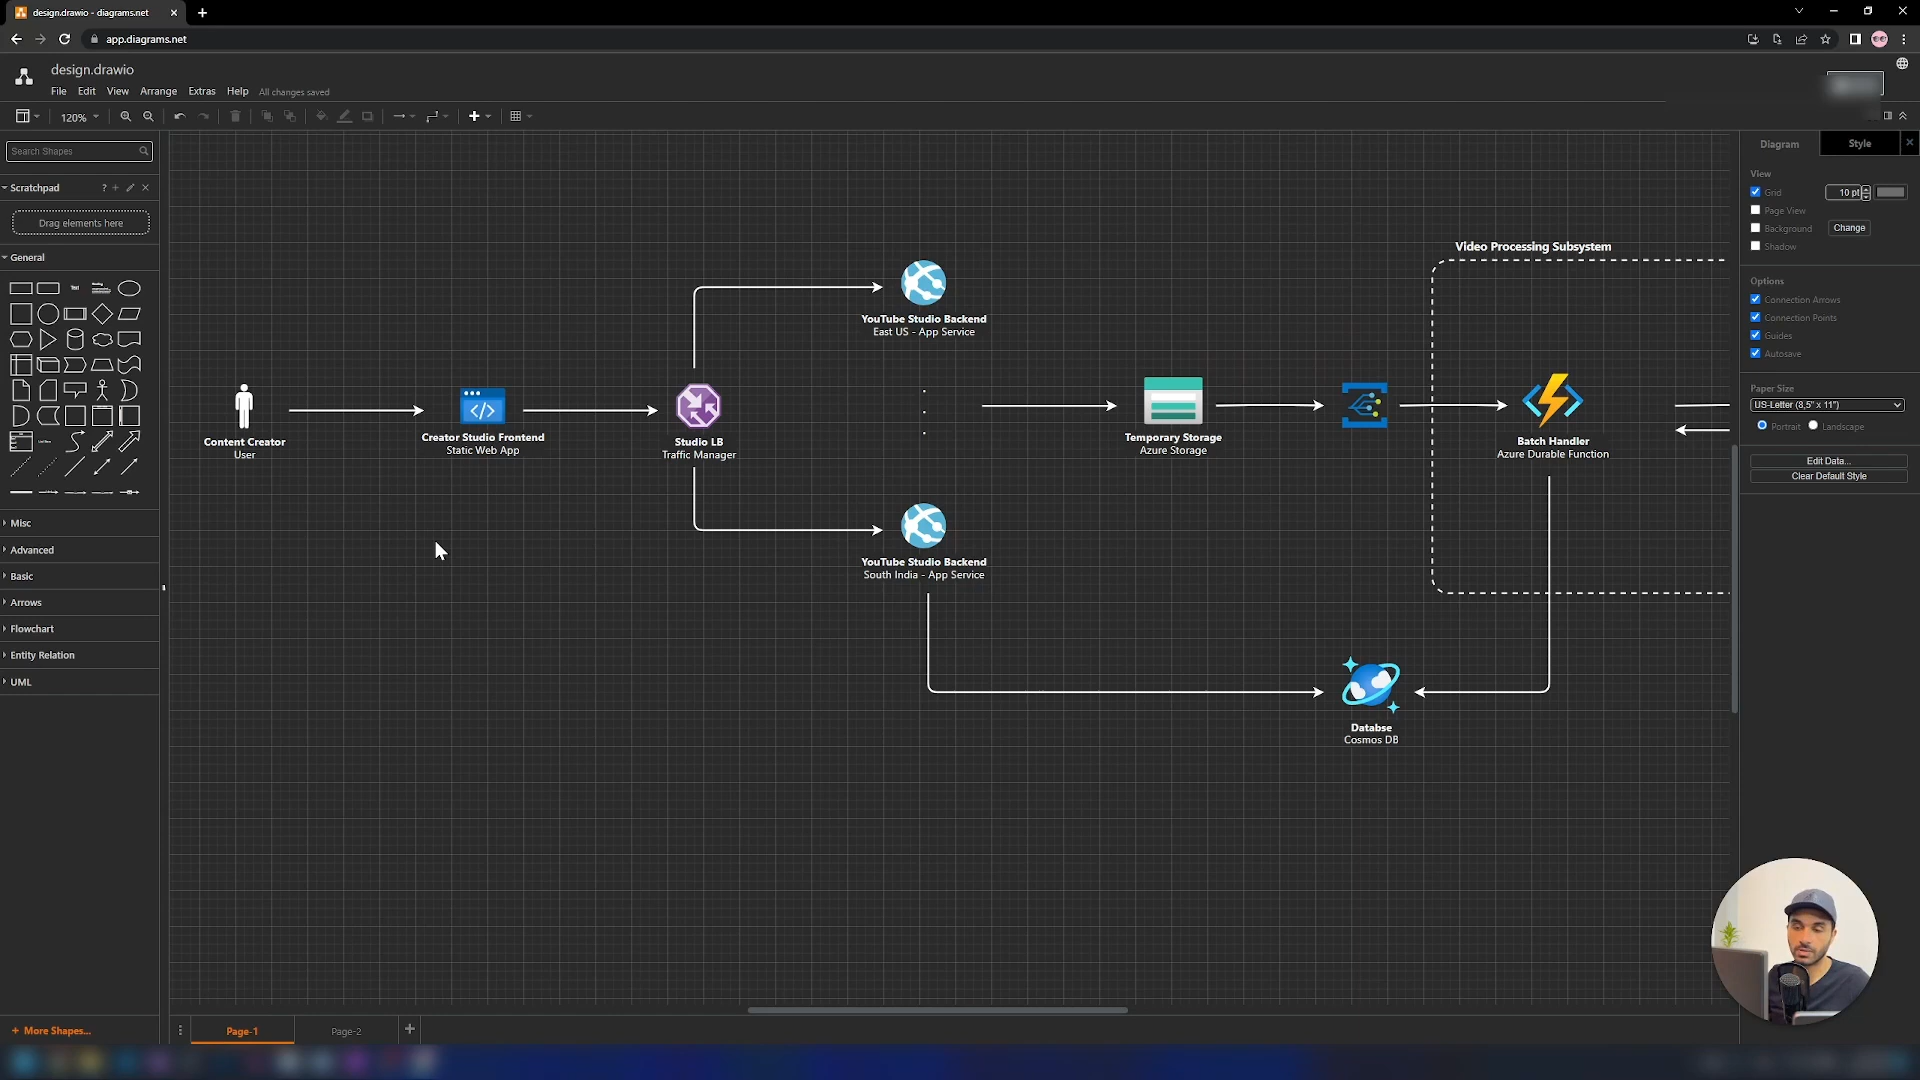 design.drawio - diagrams.net
app.diagrams.net
design.drawio
File Edit View Arrange Extras Help All changes saved
120%
Search Shapes
Scratchpad
?
Drag elements here
General
Text
Heading
List Item
Misc
Advanced
Basic
Arrows
Flowchart
Entity Relation
UML
+ More Shapes...
Content Creator
User
Creator Studio Frontend
Static Web App
Studio LB
Traffic Manager
YouTube Studio Backend
East US - App Service
YouTube Studio Backend
South India - App Service
Temporary Storage
Azure Storage
Video Processing Subsystem
Batch Handler
Azure Durable Function
Databse
Cosmos DB
Diagram
Style
View
Grid
10 pt
Page View
Background
Change
Shadow
Options
Connection Arrows
Connection Points
Guides
Autosave
Paper Size
US-Letter (8,5" x 11")
Portrait
Landscape
Edit Data...
Clear Default Style
Page-1
Page-2